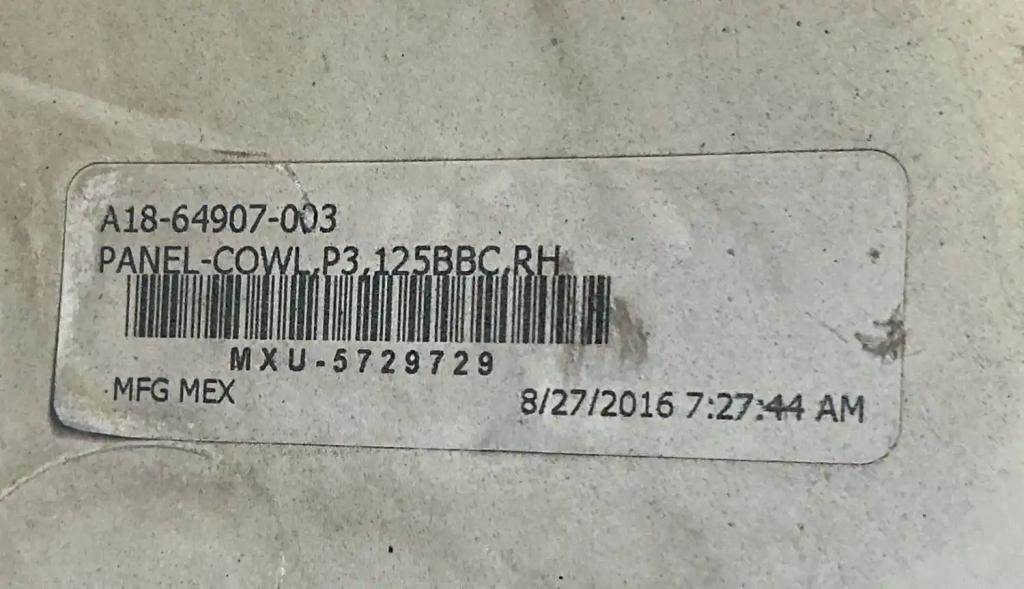 A18-64907-003
PANEL-COWL,P3,125BBC,RH
MXU-5729729
MFG MEX
8/27/2016 7:27:44 AM